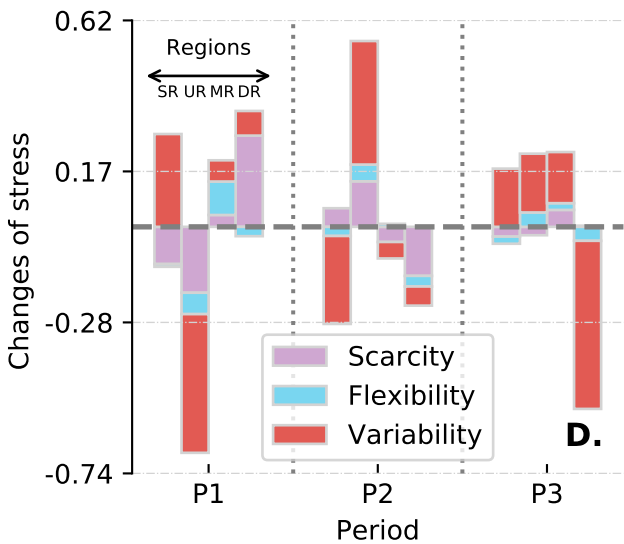 Changes of stress
0.62
0.17
-0.28
-0.74
Regions
SR UR MR DR
Scarcity
Flexibility
Variability
D.
P1 P2 P3
Period